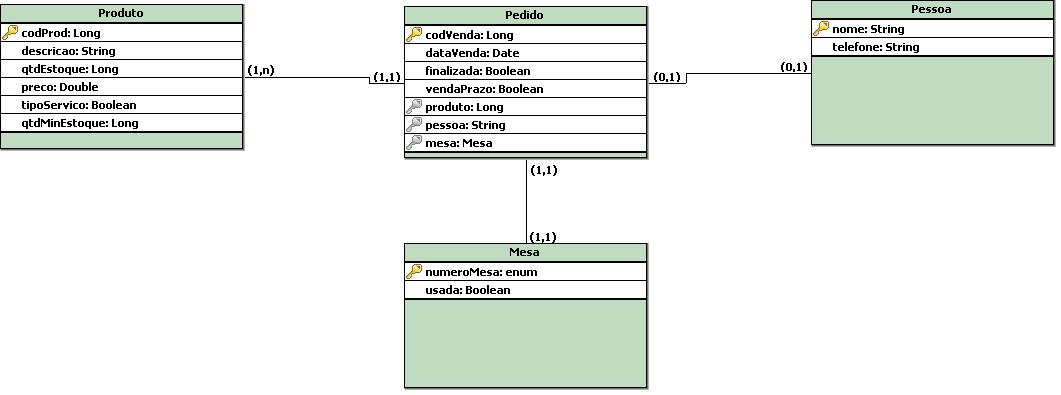 Produto
codProd: Long
descricao: String
qtdEstoque: Long
preco: Double
tipoServico: Boolean
qtdMinEstoque: Long
(1,n)
(1,1)
Pedido
codVenda: Long
dataVenda: Date
finalizada: Boolean
vendaPrazo: Boolean
produto: Long
pessoa: String
mesa: Mesa
(0,1)
(0,1)
Pessoa
nome: String
telefone: String
(1,1)
(1,1)
Mesa
numeroMesa: enum
usada: Boolean